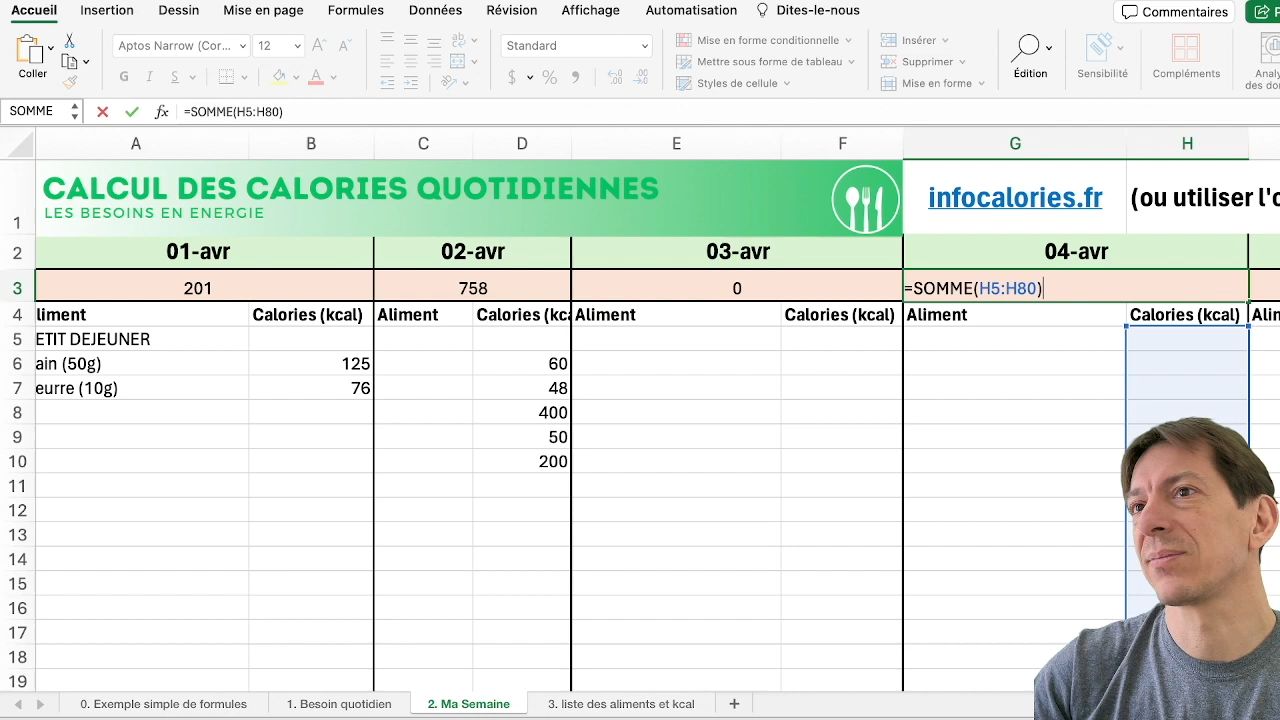 Accueil Insertion Dessin Mise en page Formules Données Révision Affichage Automatisation Dites-le-nous Commentaires
Coller Aptos Narrow (Cor... 12 Standard Mise en forme conditionnelle Insérer
Mettre sous forme de tableau Supprimer
G I S $ % Styles de cellule Mise en forme
Édition Sensibilité Compléments
SOMME fx =SOMME(H5:H80)
A B C D E F G H
1 CALCUL DES CALORIES QUOTIDIENNES infocalories.fr (ou utiliser l'
LES BESOINS EN ENERGIE
2 01-avr 02-avr 03-avr 04-avr
3 201 758 0 =SOMME(H5:H80)
4 liment Calories (kcal) Aliment Calories (kca Aliment Calories (kcal) Aliment Calories (kcal) Alin
5 ETIT DEJEUNER
6 ain (50g) 125 60
7 eurre (10g) 76 48
8 400
9 50
10 200
11
12
13
14
15
16
17
18
19
0. Exemple simple de formules 1. Besoin quotidien 2. Ma Semaine 3. liste des aliments et kcal +